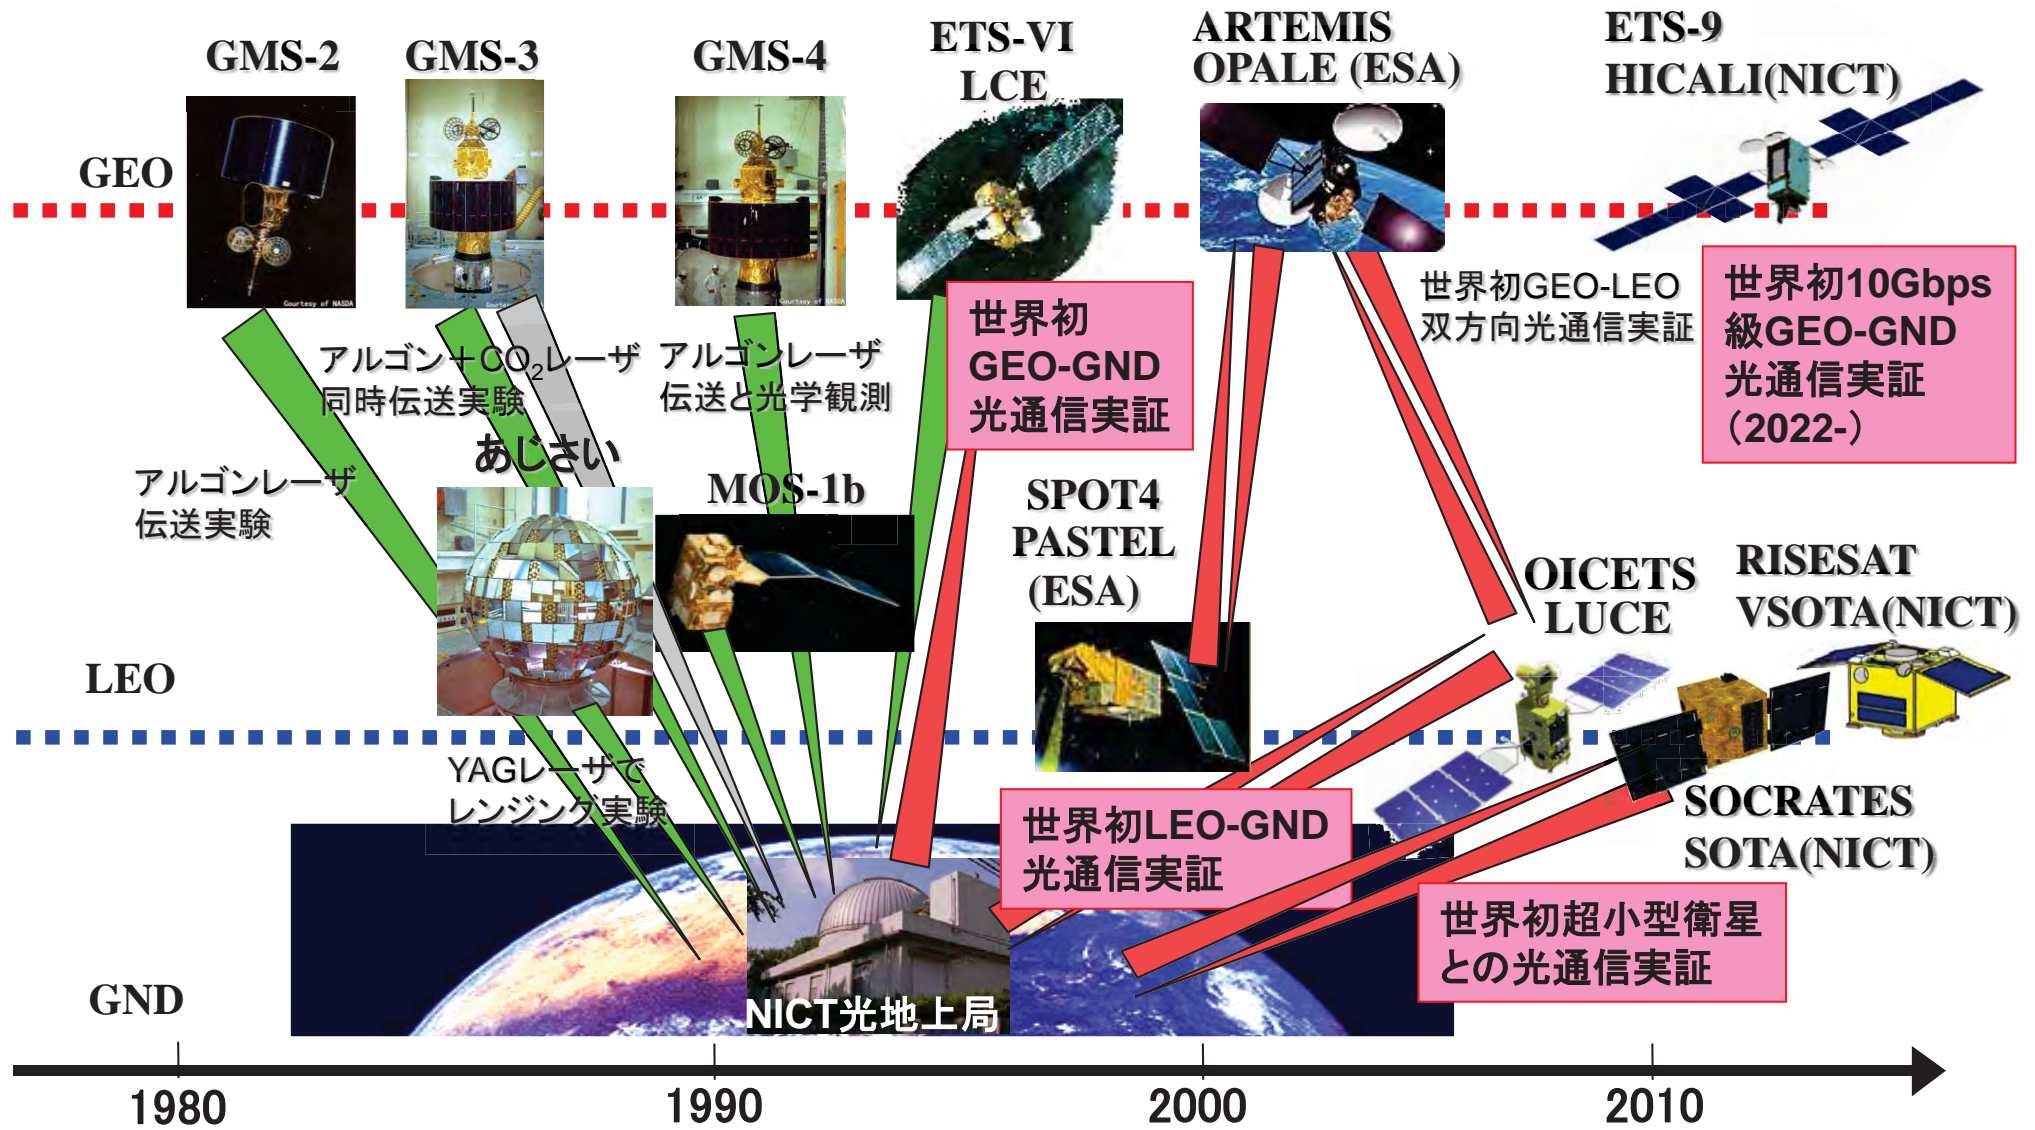 GMS-2
GMS-3
GMS-4
ETS-VI
LCE
ARTEMIS
OPALE (ESA)
ETS-9
HICALI(NICT)
GEO
Courtesy of NASDA
Courtesy of NASDA
世界初
GEO-GND
光通信実証
世界初GEO-LEO
双方向光通信実証
世界初10Gbps
級GEO-GND
光通信実証
（2022-）
アルゴン＋CO₂レーザ
同時伝送実験
アルゴンレーザ
伝送と光学観測
アルゴンレーザ
伝送実験
あじさい
MOS-1b
SPOT4
PASTEL
(ESA)
OICETS
LUCE
RISESAT
VSOTA(NICT)
LEO
YAGレーザで
レンジング実験
世界初LEO-GND
光通信実証
SOCRATES
SOTA(NICT)
世界初超小型衛星
との光通信実証
GND
NICT光地上局
1980
1990
2000
2010